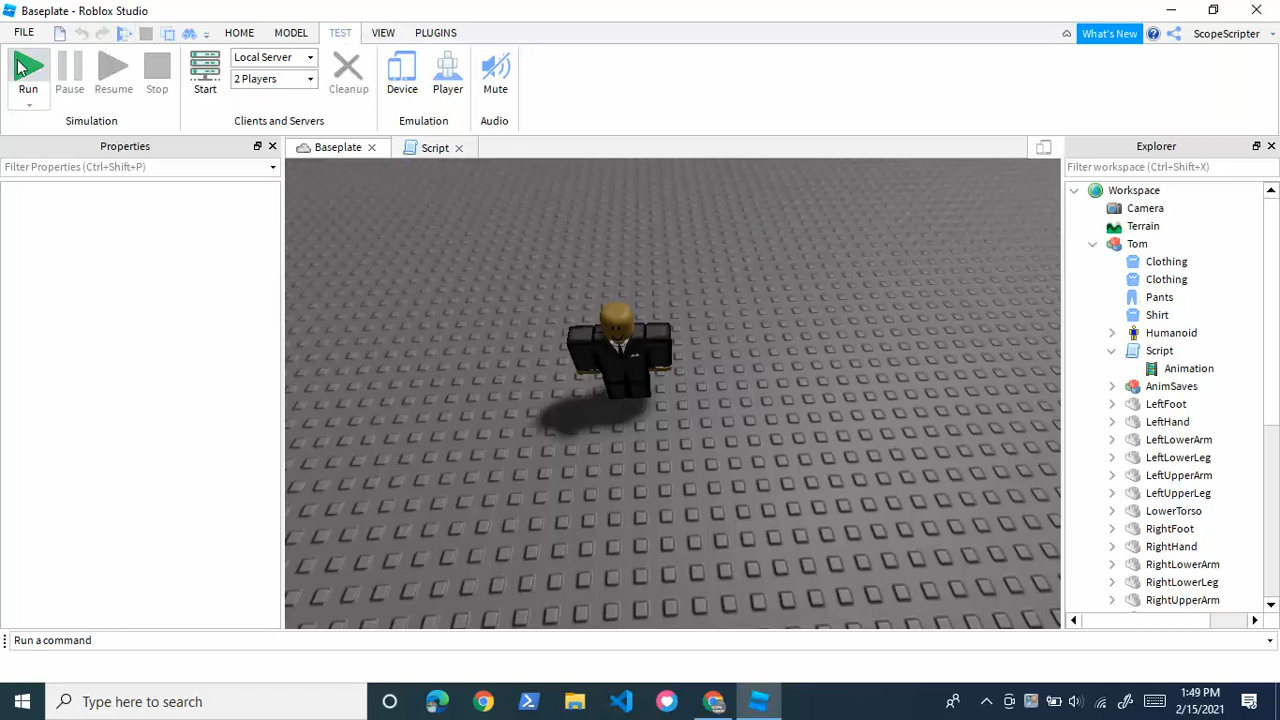 Baseplate - Roblox Studio
FILE HOME MODEL TEST VIEW PLUGINS What's New ScopeScripter
Run Pause Resume Stop Start Local Server 2 Players Cleanup Device Player Mute
Simulation Clients and Servers Emulation Audio
Properties Baseplate Script Explorer
Filter Properties (Ctrl+Shift+P) Filter workspace (Ctrl+Shift+X)
Workspace
Camera
Terrain
Tom
Clothing
Clothing
Pants
Shirt
Humanoid
Script
Animation
AnimSaves
LeftFoot
LeftHand
LeftLowerArm
LeftLowerLeg
LeftUpperArm
LeftUpperLeg
LowerTorso
RightFoot
RightHand
RightLowerArm
RightLowerLeg
RightUpperArm
Run a command
Type here to search 1:49 PM
2/15/2021